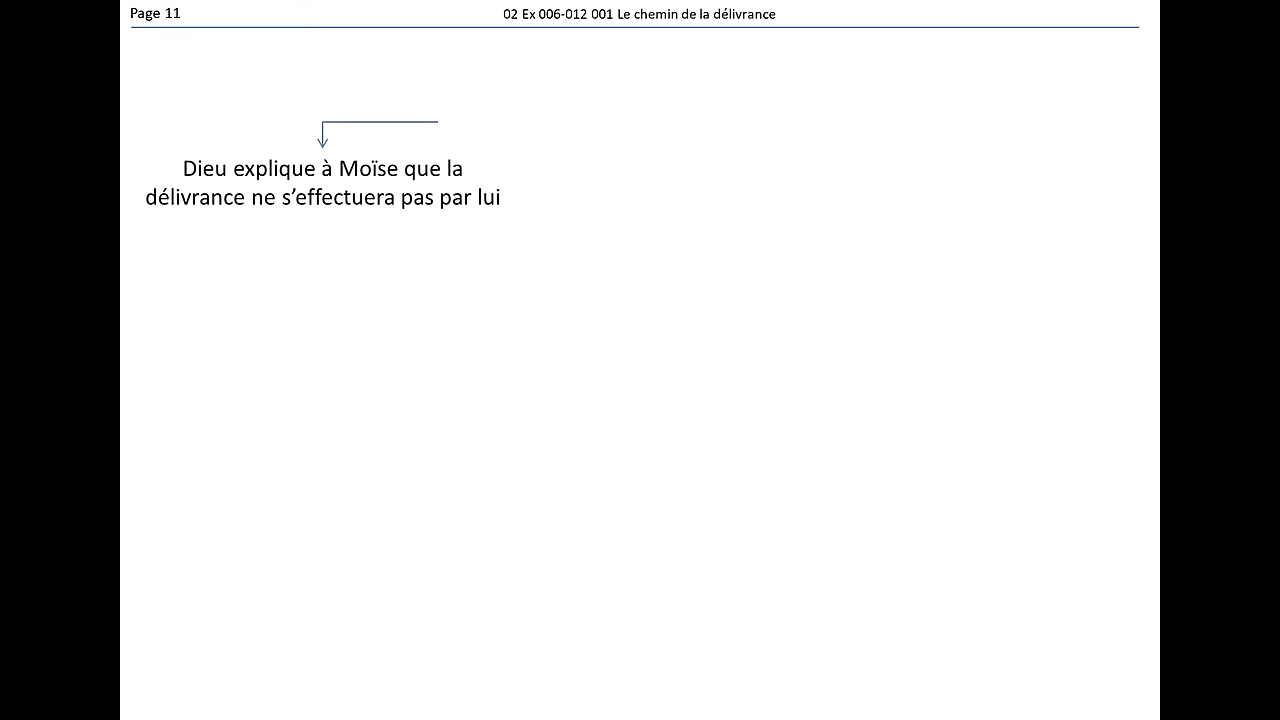 Page 11
02 Ex 006-012 001 Le chemin de la délivrance
Dieu explique à Moïse que la
délivrance ne s’effectuera pas par lui